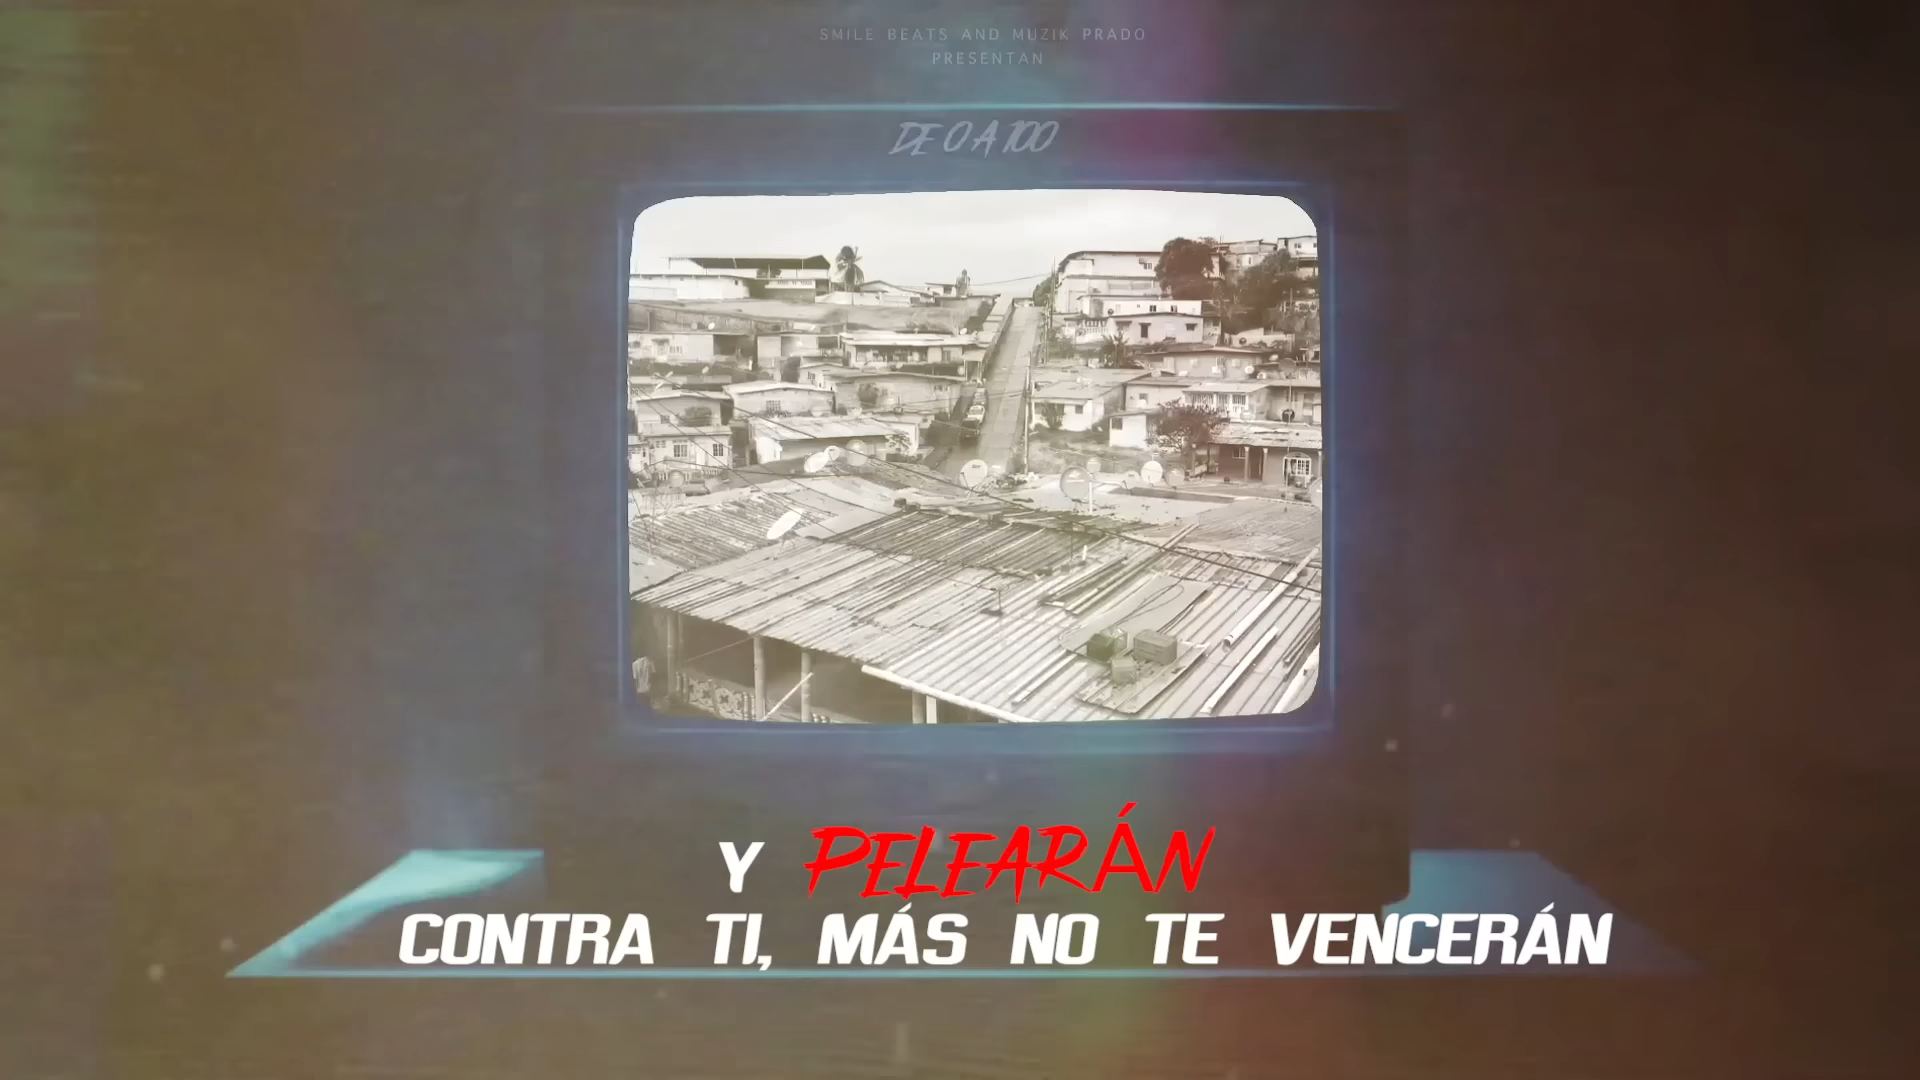 SMILE BEATS AND MUZIK PRADO
PRESENTAN
DE 0 A 100
Y PELEARÁN
CONTRA TI, MÁS NO TE VENCERÁN